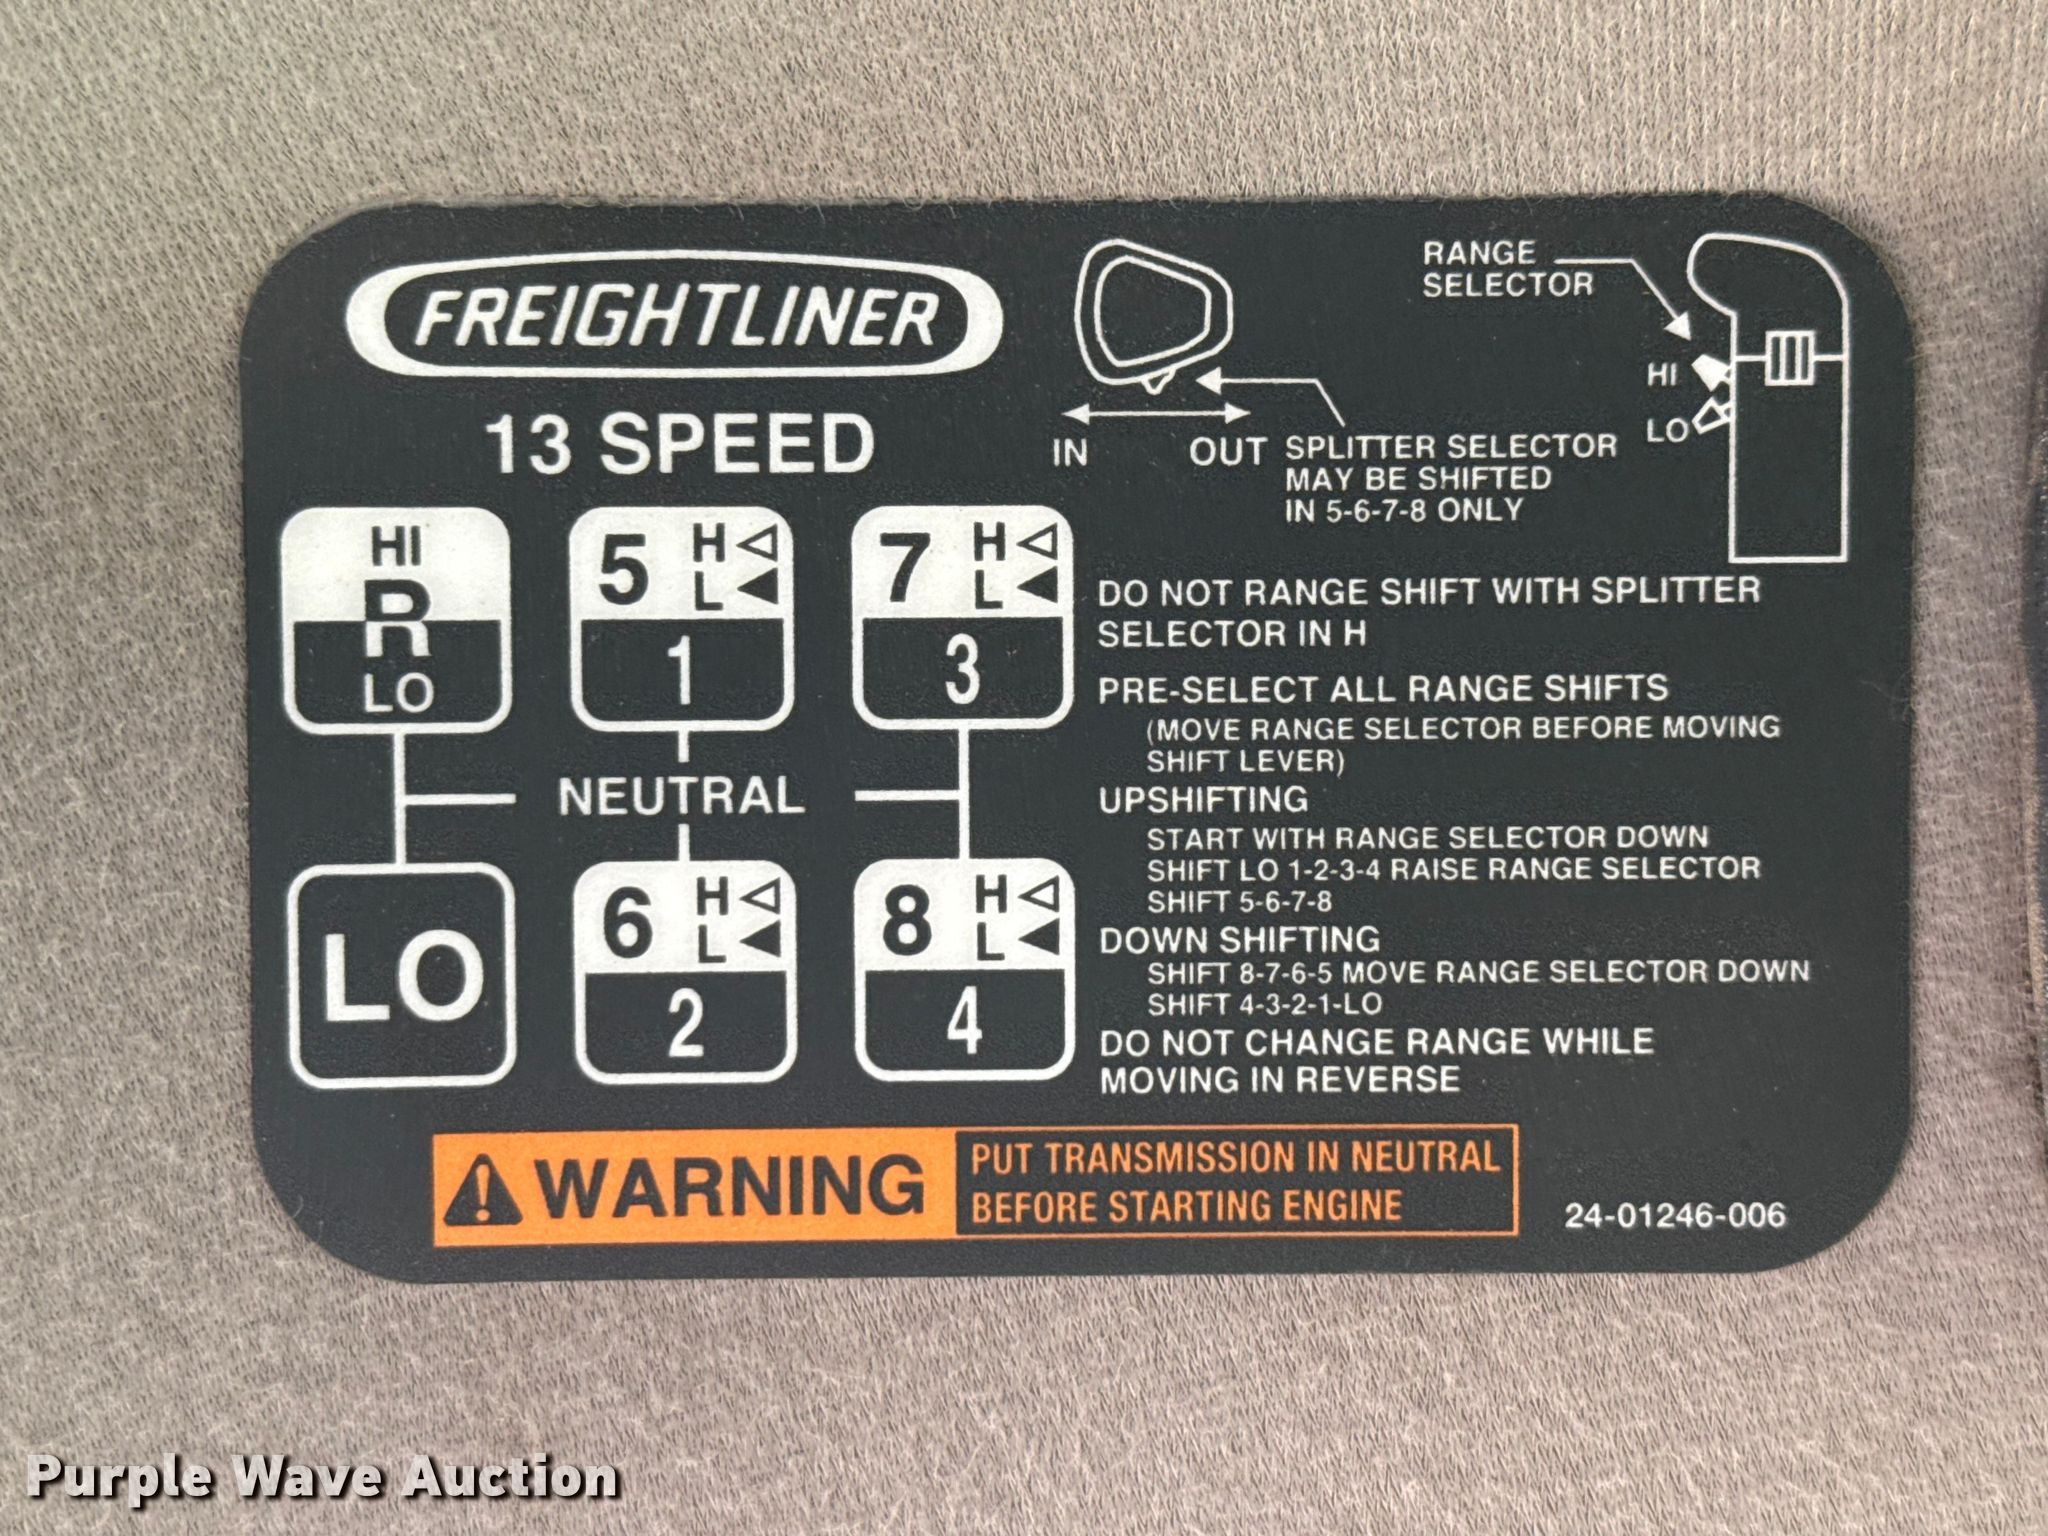 FREIGHTLINER
13 SPEED
RANGE
SELECTOR
HI
LO
IN
OUT
SPLITTER SELECTOR
MAY BE SHIFTED
IN 5-6-7-8 ONLY
HI
R
LO
5 H
L
1
7 H
L
3
NEUTRAL
LO
6 H
L
2
8 H
L
4
DO NOT RANGE SHIFT WITH SPLITTER
SELECTOR IN H
PRE-SELECT ALL RANGE SHIFTS
(MOVE RANGE SELECTOR BEFORE MOVING
SHIFT LEVER)
UPSHIFTING
START WITH RANGE SELECTOR DOWN
SHIFT LO 1-2-3-4 RAISE RANGE SELECTOR
SHIFT 5-6-7-8
DOWN SHIFTING
SHIFT 8-7-6-5 MOVE RANGE SELECTOR DOWN
SHIFT 4-3-2-1-LO
DO NOT CHANGE RANGE WHILE
MOVING IN REVERSE
WARNING
PUT TRANSMISSION IN NEUTRAL
BEFORE STARTING ENGINE
24-01246-006
Purple Wave Auction